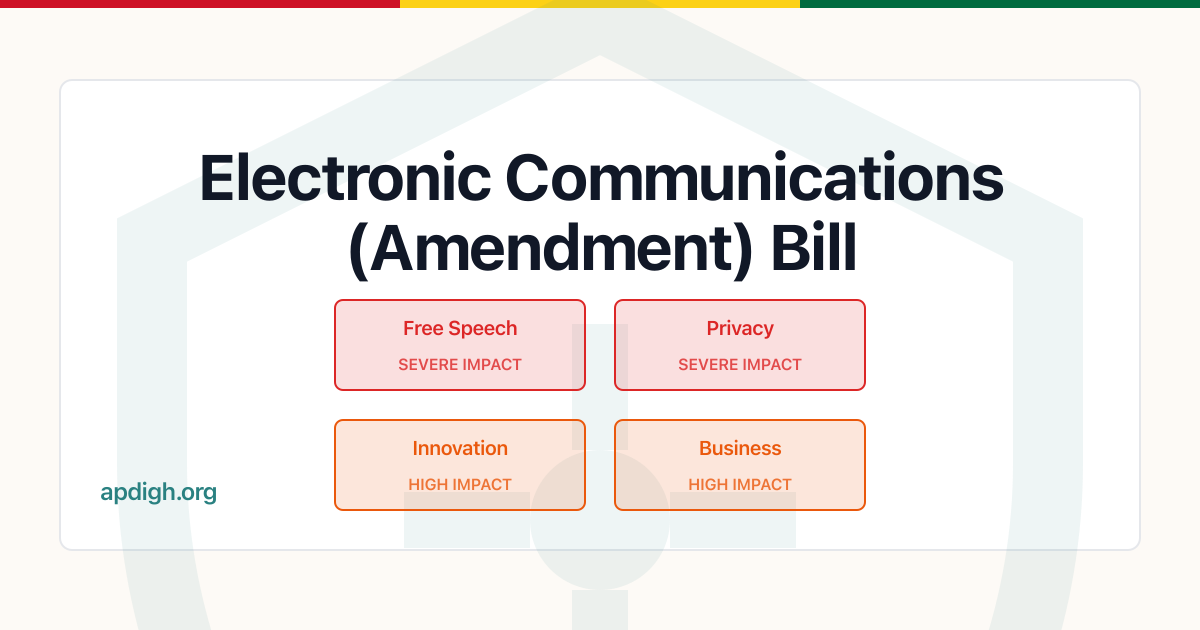 Electronic Communications
(Amendment) Bill
Free Speech
SEVERE IMPACT
Privacy
SEVERE IMPACT
Innovation
HIGH IMPACT
Business
HIGH IMPACT
apdigh.org